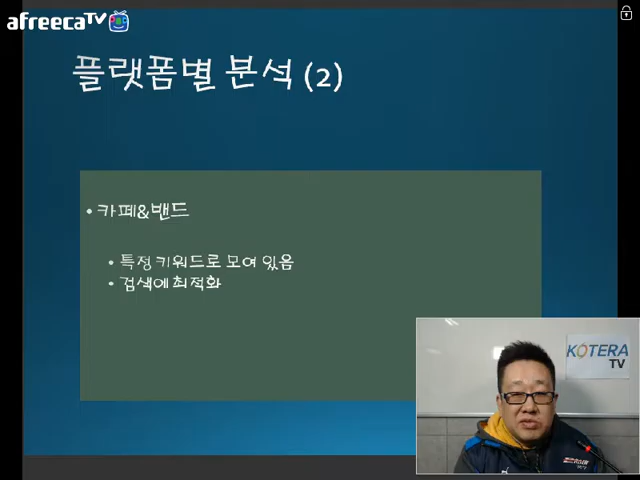 afreecaTV
플랫폼별 분석 (2)
• 카페&밴드
• 특정 키워드로 모여 있음
• 검색에 최적화
KOTERA
TV